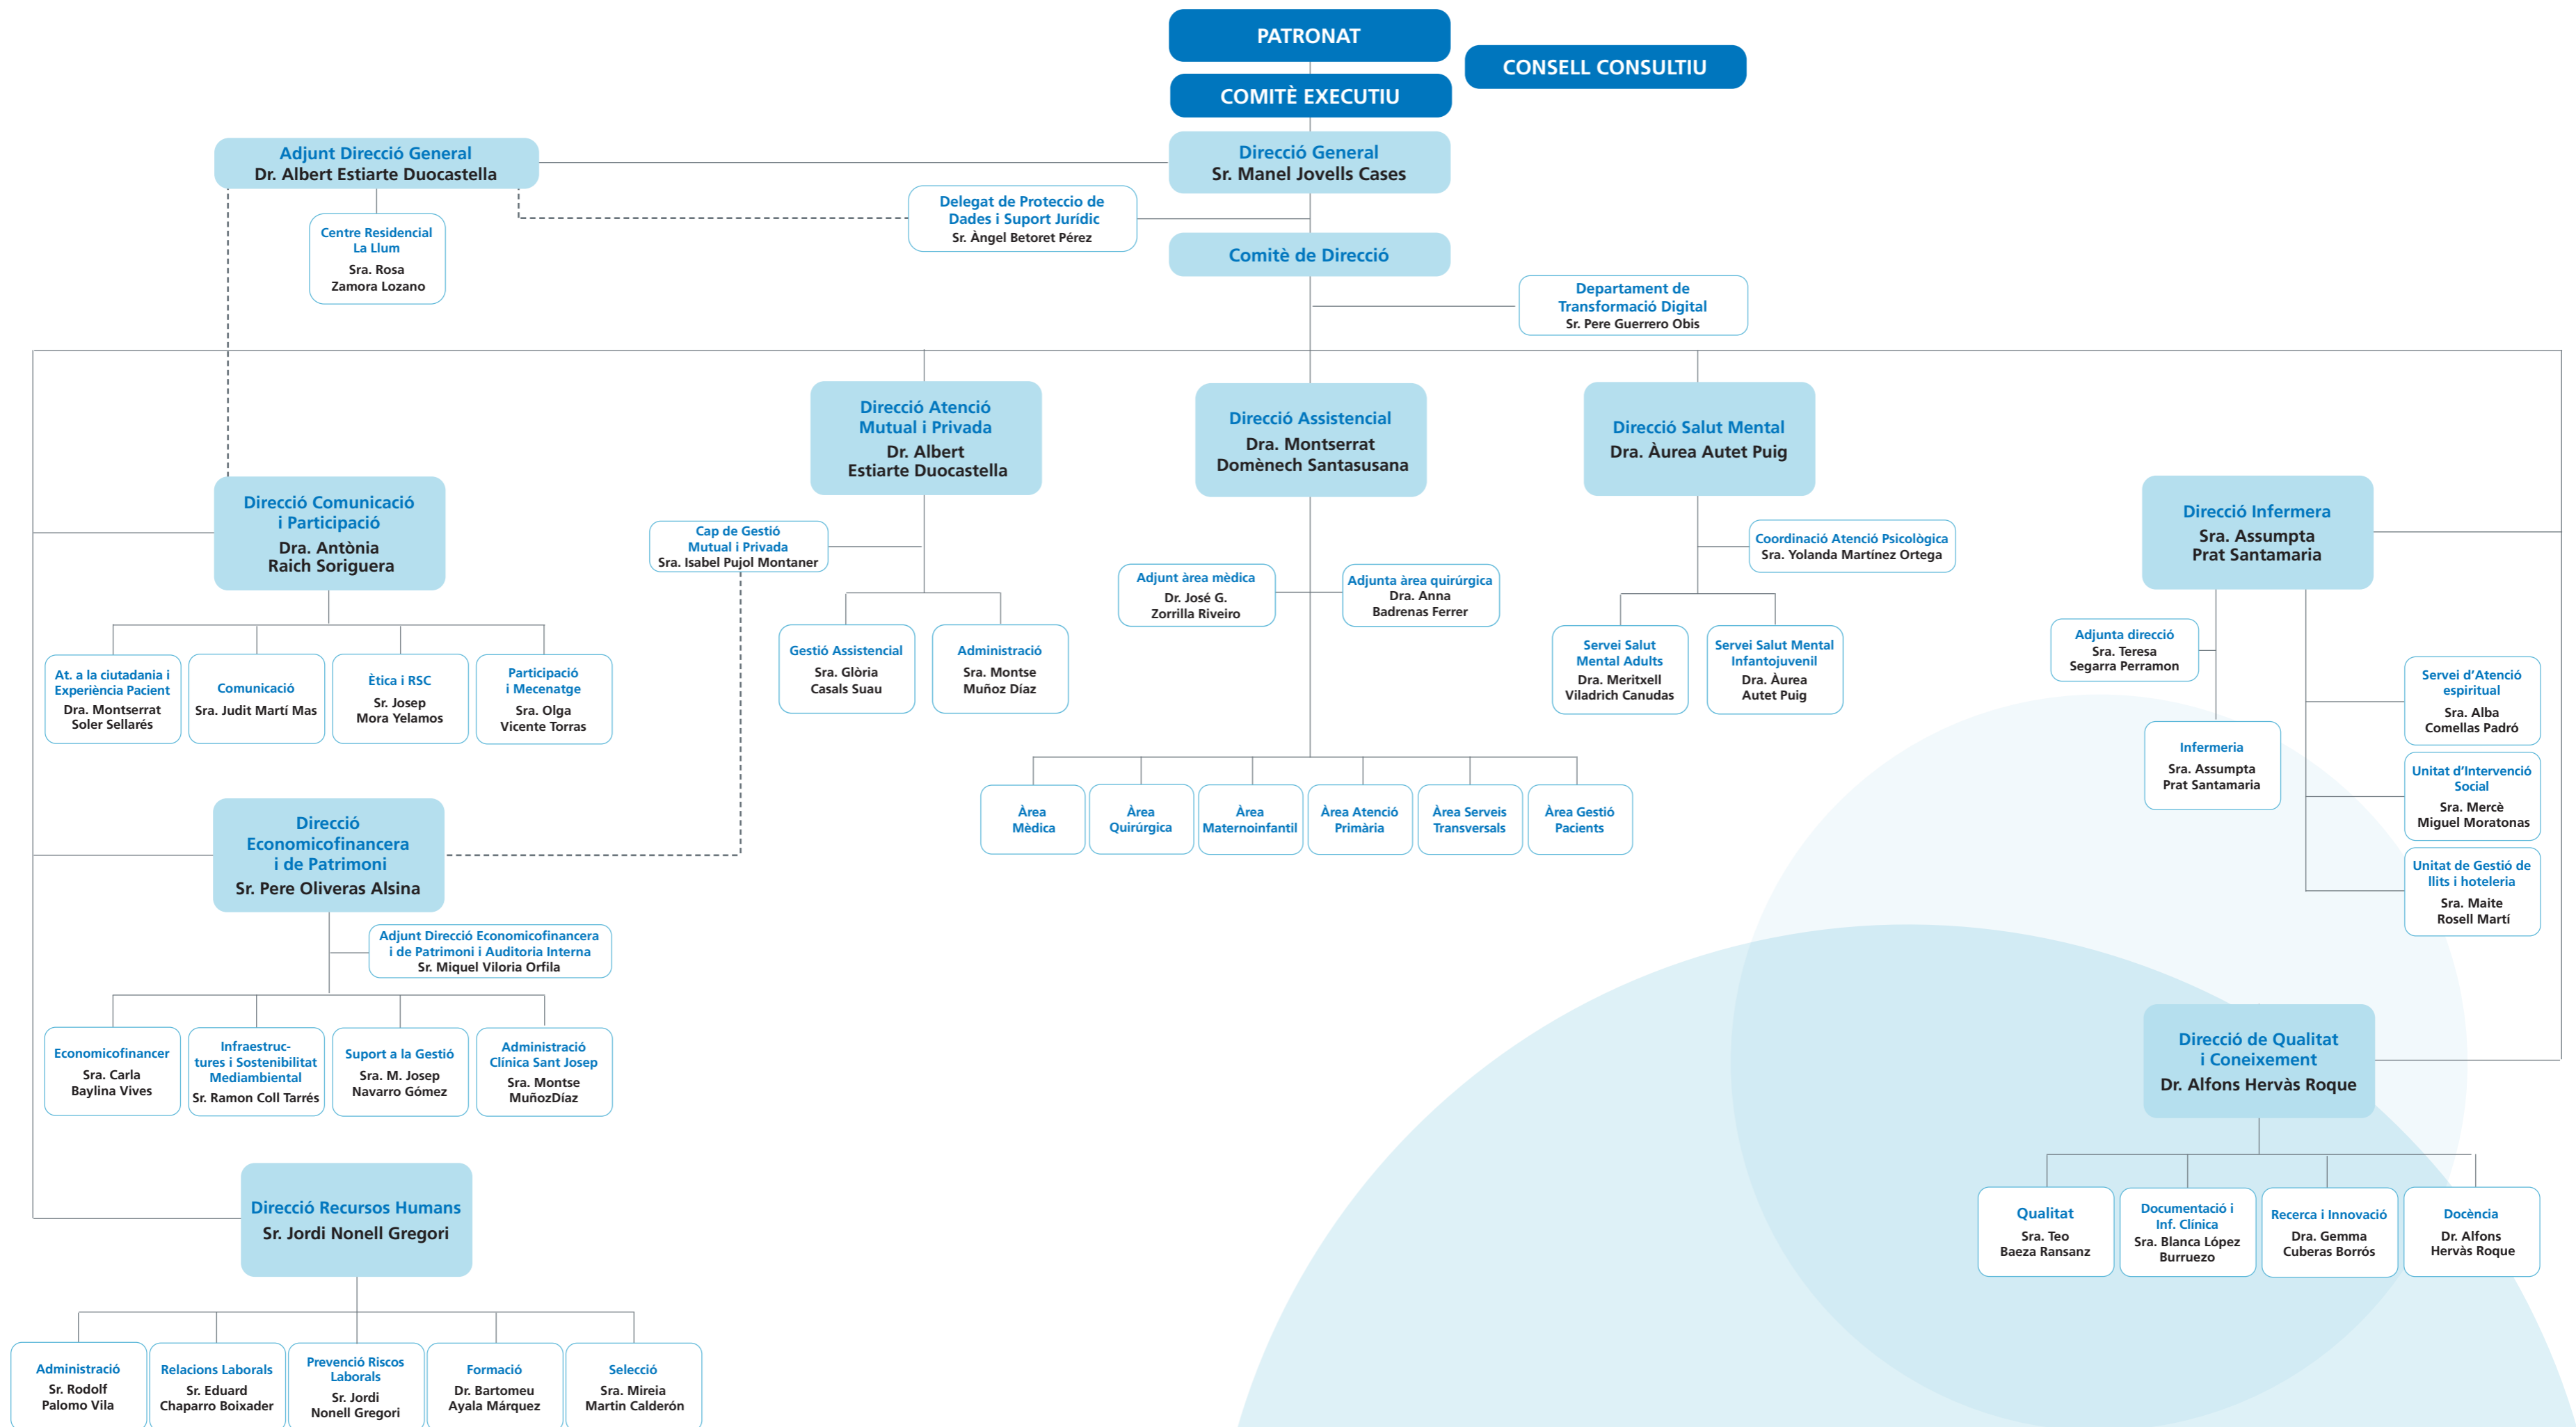 PATRONAT
CONSELL CONSULTIU
COMITÈ EXECUTIU
Adjunt Direcció General
Dr. Albert Estiarte Duocastella
Direcció General
Sr. Manel Jovells Cases
Delegat de Proteccio de
Dades i Suport Jurídic
Sr. Àngel Betoret Pérez
Centre Residencial
La Llum
Sra. Rosa
Zamora Lozano
Comitè de Direcció
Departament de
Transformació Digital
Sr. Pere Guerrero Obis
Direcció Atenció
Mutual i Privada
Dr. Albert
Estiarte Duocastella
Direcció Assistencial
Dra. Montserrat
Domènech Santasusana
Direcció Salut Mental
Dra. Àurea Autet Puig
Direcció Comunicació
i Participació
Dra. Antònia
Raich Soriguera
Direcció Infermera
Sra. Assumpta
Prat Santamaria
Cap de Gestió
Mutual i Privada
Sra. Isabel Pujol Montaner
Coordinació Atenció Psicològica
Sra. Yolanda Martínez Ortega
Adjunt àrea mèdica
Dr. José G.
Zorrilla Riveiro
Adjunta àrea quirúrgica
Dra. Anna
Badrenas Ferrer
At. a la ciutadania i
Experiència Pacient
Dra. Montserrat
Soler Sellarés
Comunicació
Sra. Judit Martí Mas
Ètica i RSC
Sr. Josep
Mora Yelamos
Participació
i Mecenatge
Sra. Olga
Vicente Torras
Gestió Assistencial
Sra. Glòria
Casals Suau
Administració
Sra. Montse
Muñoz Díaz
Servei Salut
Mental Adults
Dra. Meritxell
Viladrich Canudas
Servei Salut Mental
Infantojuvenil
Dra. Àurea
Autet Puig
Adjunta direcció
Sra. Teresa
Segarra Perramon
Servei d’Atenció
espiritual
Sra. Alba
Comellas Padró
Infermeria
Sra. Assumpta
Prat Santamaria
Unitat d’Intervenció
Social
Sra. Mercè
Miguel Moratonas
Unitat de Gestió de
llits i hoteleria
Sra. Maite
Rosell Martí
Àrea
Mèdica
Àrea
Quirúrgica
Àrea
Maternoinfantil
Àrea Atenció
Primària
Àrea Serveis
Transversals
Àrea Gestió
Pacients
Direcció
Economicofinancera
i de Patrimoni
Sr. Pere Oliveras Alsina
Adjunt Direcció Economicofinancera
i de Patrimoni i Auditoria Interna
Sr. Miquel Viloria Orfila
Economicofinancer
Sra. Carla
Baylina Vives
Infraestruc-
tures i Sostenibilitat
Mediambiental
Sr. Ramon Coll Tarrés
Suport a la Gestió
Sra. M. Josep
Navarro Gómez
Administració
Clínica Sant Josep
Sra. Montse
MuñozDíaz
Direcció de Qualitat
i Coneixement
Dr. Alfons Hervàs Roque
Qualitat
Sra. Teo
Baeza Ransanz
Documentació i
Inf. Clínica
Sra. Blanca López
Burruezo
Recerca i Innovació
Dra. Gemma
Cuberas Borrós
Docència
Dr. Alfons
Hervàs Roque
Direcció Recursos Humans
Sr. Jordi Nonell Gregori
Administració
Sr. Rodolf
Palomo Vila
Relacions Laborals
Sr. Eduard
Chaparro Boixader
Prevenció Riscos
Laborals
Sr. Jordi
Nonell Gregori
Formació
Dr. Bartomeu
Ayala Márquez
Selecció
Sra. Mireia
Martin Calderón